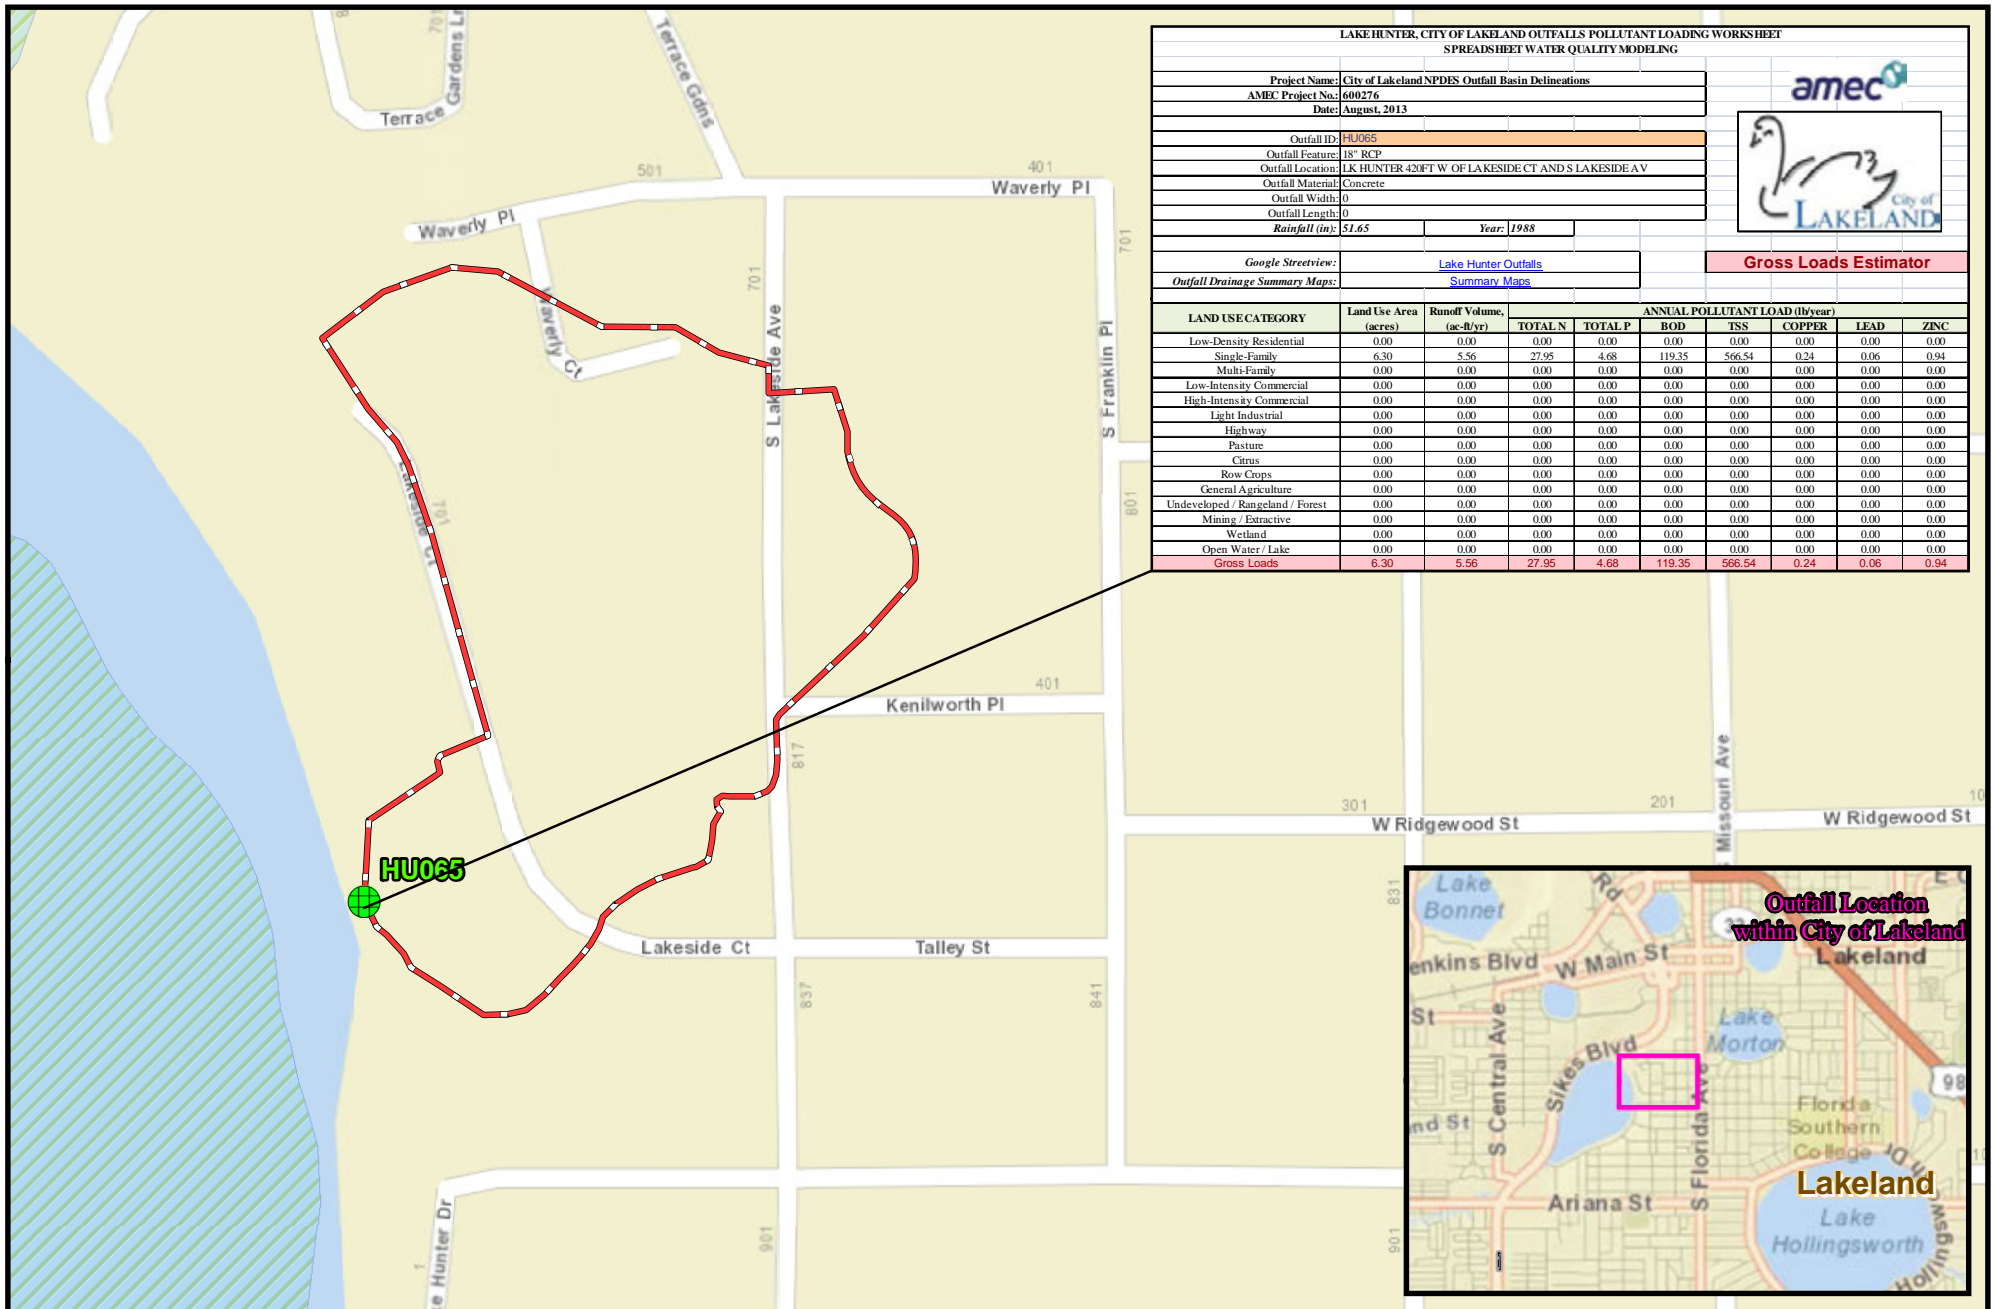 LAKE HUNTER, CITY OF LAKELAND OUTFALLS POLLUTANT LOADING WORKSHEET
SPREADSHEET WATER QUALITY MODELING
Project Name: City of Lakeland NPDES Outfall Basin Delineations
AMEC Project No.: 600276
Date: August, 2013
amec
City of
LAKELAND
Outfall ID: HU065
Outfall Feature: 18" RCP
Outfall Location: LK HUNTER 420FT W OF LAKESIDE CT AND S LAKESIDE AV
Outfall Material: Concrete
Outfall Width: 0
Outfall Length: 0
Rainfall (in): 51.65 Year: 1988
Google Streetview: Lake Hunter Outfalls
Gross Loads Estimator
Outfall Drainage Summary Maps: Summary Maps
LAND USE CATEGORY Land Use Area (acres) Runoff Volume, (ac-ft/yr) ANNUAL POLLUTANT LOAD (lb/year)
TOTAL N TOTAL P BOD TSS COPPER LEAD ZINC
Low-Density Residential 0.00 0.00 0.00 0.00 0.00 0.00 0.00 0.00 0.00
Single-Family 6.30 5.56 27.95 4.68 119.35 566.54 0.24 0.06 0.94
Multi-Family 0.00 0.00 0.00 0.00 0.00 0.00 0.00 0.00 0.00
Low-Intensity Commercial 0.00 0.00 0.00 0.00 0.00 0.00 0.00 0.00 0.00
High-Intensity Commercial 0.00 0.00 0.00 0.00 0.00 0.00 0.00 0.00 0.00
Light Industrial 0.00 0.00 0.00 0.00 0.00 0.00 0.00 0.00 0.00
Highway 0.00 0.00 0.00 0.00 0.00 0.00 0.00 0.00 0.00
Pasture 0.00 0.00 0.00 0.00 0.00 0.00 0.00 0.00 0.00
Citrus 0.00 0.00 0.00 0.00 0.00 0.00 0.00 0.00 0.00
Row Crops 0.00 0.00 0.00 0.00 0.00 0.00 0.00 0.00 0.00
General Agriculture 0.00 0.00 0.00 0.00 0.00 0.00 0.00 0.00 0.00
Undeveloped / Rangeland / Forest 0.00 0.00 0.00 0.00 0.00 0.00 0.00 0.00 0.00
Mining / Extractive 0.00 0.00 0.00 0.00 0.00 0.00 0.00 0.00 0.00
Wetland 0.00 0.00 0.00 0.00 0.00 0.00 0.00 0.00 0.00
Open Water / Lake 0.00 0.00 0.00 0.00 0.00 0.00 0.00 0.00 0.00
Gross Loads 6.30 5.56 27.95 4.68 119.35 566.54 0.24 0.06 0.94
Terrace Gardens Ln
701
Terrace Gdns
501
401
Waverly Pl
Waverly Pl
701
701
Waverly Ct
S Lakeside Ave
S Franklin Pl
Lakeside Ct
701
801
401
Kenilworth Pl
817
HU065
Lakeside Ct
Talley St
837
841
301
201
10
W Ridgewood St
W Ridgewood St
Missouri Ave
831
901
901
1
e Hunter Dr
10
Outfall Location
within City of Lakeland
Lake
Bonnet
Rd
33
Lakeland
enkins Blvd
W Main St
St
S Central Ave
Sikes Blvd
Lake
Morton
98
nd St
S Florida Ave
Florida
Southern
College
Lakeland
Ariana St
Lake
Hollingsworth